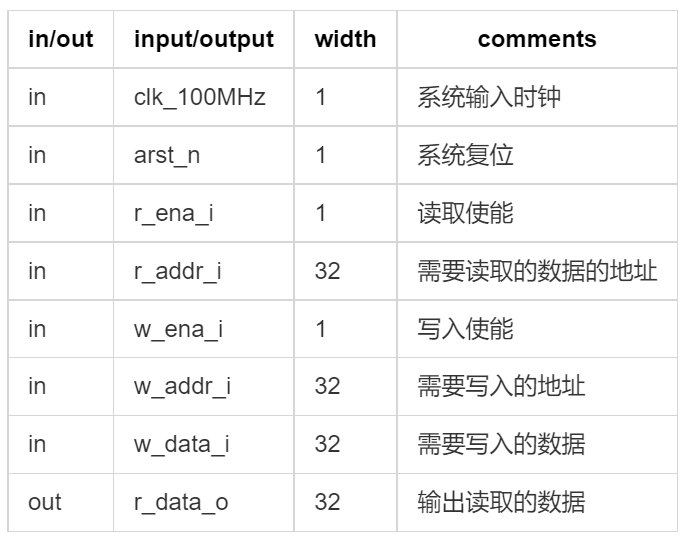 in/out input/output width comments
in clk_100MHz 1 系统输入时钟
in arst_n 1 系统复位
in r_ena_i 1 读取使能
in r_addr_i 32 需要读取的数据的地址
in w_ena_i 1 写入使能
in w_addr_i 32 需要写入的地址
in w_data_i 32 需要写入的数据
out r_data_o 32 输出读取的数据